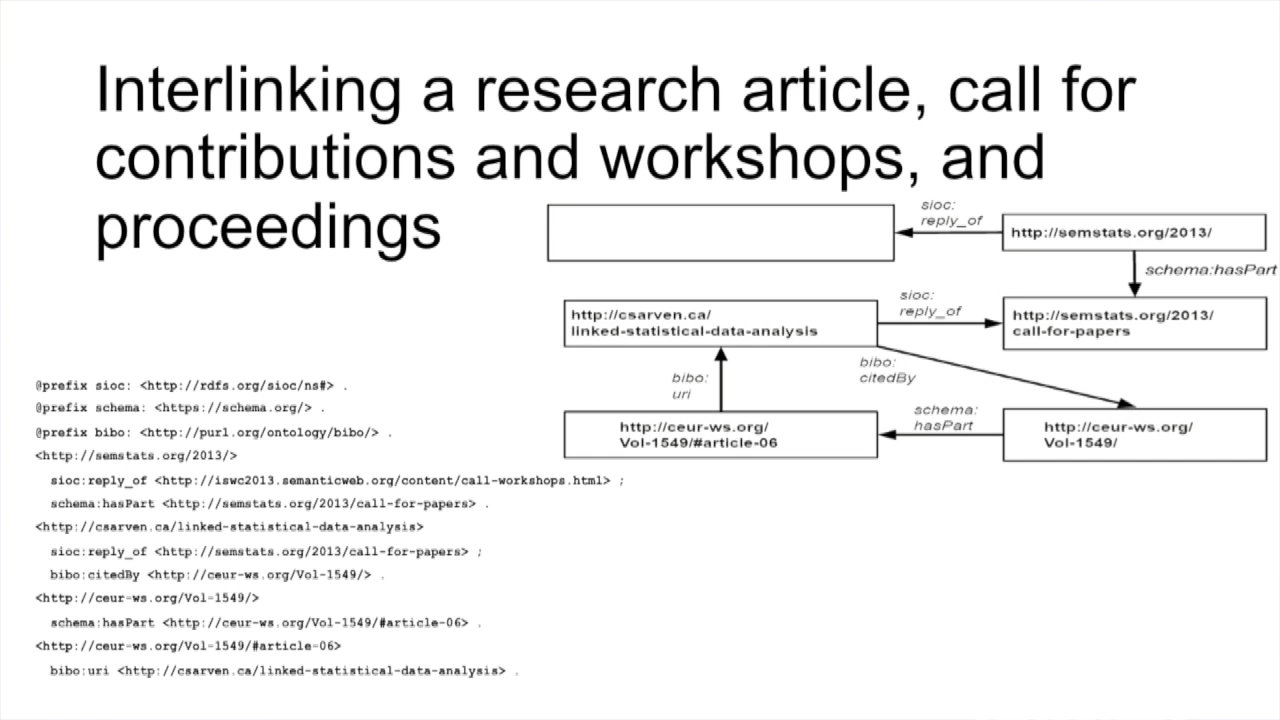 Interlinking a research article, call for
contributions and workshops, and
proceedings
sioc:
reply_of
http://semstats.org/2013/
schema:hasPart
http://csarven.ca/
linked-statistical-data-analysis
sioc:
reply_of
http://semstats.org/2013/
call-for-papers
bibo:
uri
bibo:
citedBy
http://ceur-ws.org/
Vol-1549/#article-06
schema:
hasPart
http://ceur-ws.org/
Vol-1549/
@prefix sioc: <http://rdfs.org/sioc/ns#> .
@prefix schema: <https://schema.org/> .
@prefix bibo: <http://purl.org/ontology/bibo/> .
<http://semstats.org/2013/>
sioc:reply_of <http://iswc2013.semanticweb.org/content/call-workshops.html> ;
schema:hasPart <http://semstats.org/2013/call-for-papers> .
<http://csarven.ca/linked-statistical-data-analysis>
sioc:reply_of <http://semstats.org/2013/call-for-papers> ;
bibo:citedBy <http://ceur-ws.org/Vol-1549/> .
<http://ceur-ws.org/Vol-1549/>
schema:hasPart <http://ceur-ws.org/Vol-1549/#article-06> .
<http://ceur-ws.org/Vol-1549/#article-06>
bibo:uri <http://csarven.ca/linked-statistical-data-analysis> .